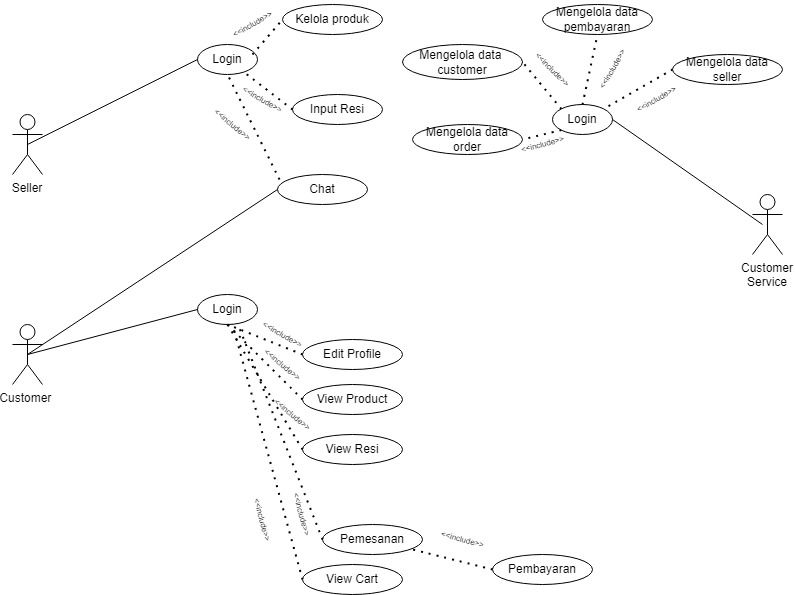 Kelola produk
<<include>>
Login
<<include>>
Input Resi
<<include>>
Seller
Chat
Mengelola data
pembayaran
Mengelola data
customer
<<include>>
<<include>>
Mengelola data
seller
<<include>>
Login
Mengelola data
order
<<include>>
Customer
Service
Login
<<include>>
Edit Profile
<<include>>
View Product
Customer
<<include>>
View Resi
<<include>>
<<include>>
Pemesanan
<<include>>
Pembayaran
View Cart